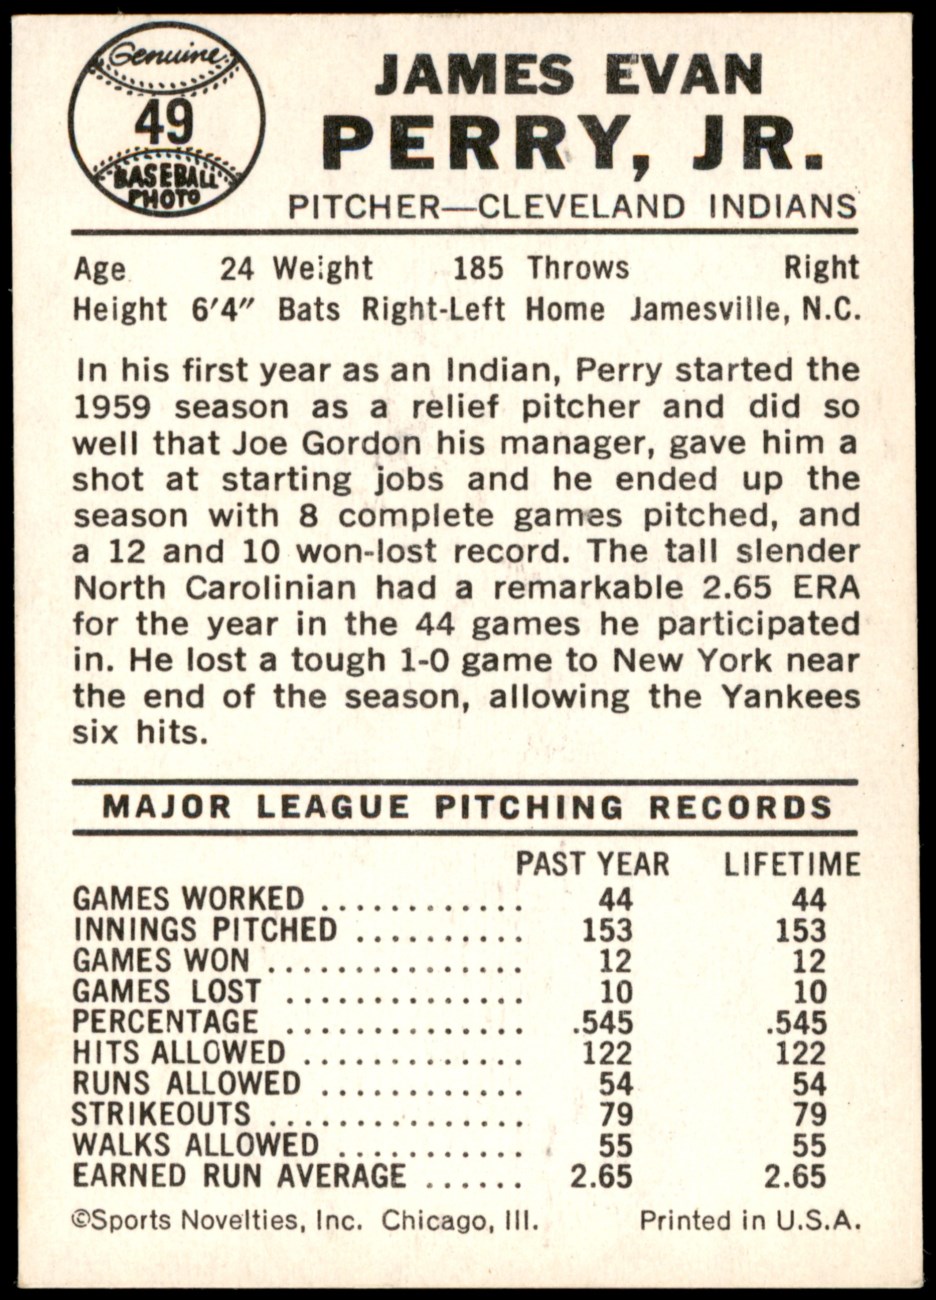 Genuine
49
BASEBALL
PHOTO
JAMES EVAN
PERRY, JR.
PITCHER—CLEVELAND INDIANS
Age 24 Weight 185 Throws Right
Height 6'4" Bats Right-Left Home Jamesville, N.C.
In his first year as an Indian, Perry started the
1959 season as a relief pitcher and did so
well that Joe Gordon his manager, gave him a
shot at starting jobs and he ended up the
season with 8 complete games pitched, and
a 12 and 10 won-lost record. The tall slender
North Carolinian had a remarkable 2.65 ERA
for the year in the 44 games he participated
in. He lost a tough 1-0 game to New York near
the end of the season, allowing the Yankees
six hits.
MAJOR LEAGUE PITCHING RECORDS
PAST YEAR LIFETIME
GAMES WORKED ............ 44 44
INNINGS PITCHED .......... 153 153
GAMES WON ............... 12 12
GAMES LOST .............. 10 10
PERCENTAGE .............. .545 .545
HITS ALLOWED ............. 122 122
RUNS ALLOWED ............ 54 54
STRIKEOUTS ............... 79 79
WALKS ALLOWED ........... 55 55
EARNED RUN AVERAGE ...... 2.65 2.65
©Sports Novelties, Inc. Chicago, Ill. Printed in U.S.A.